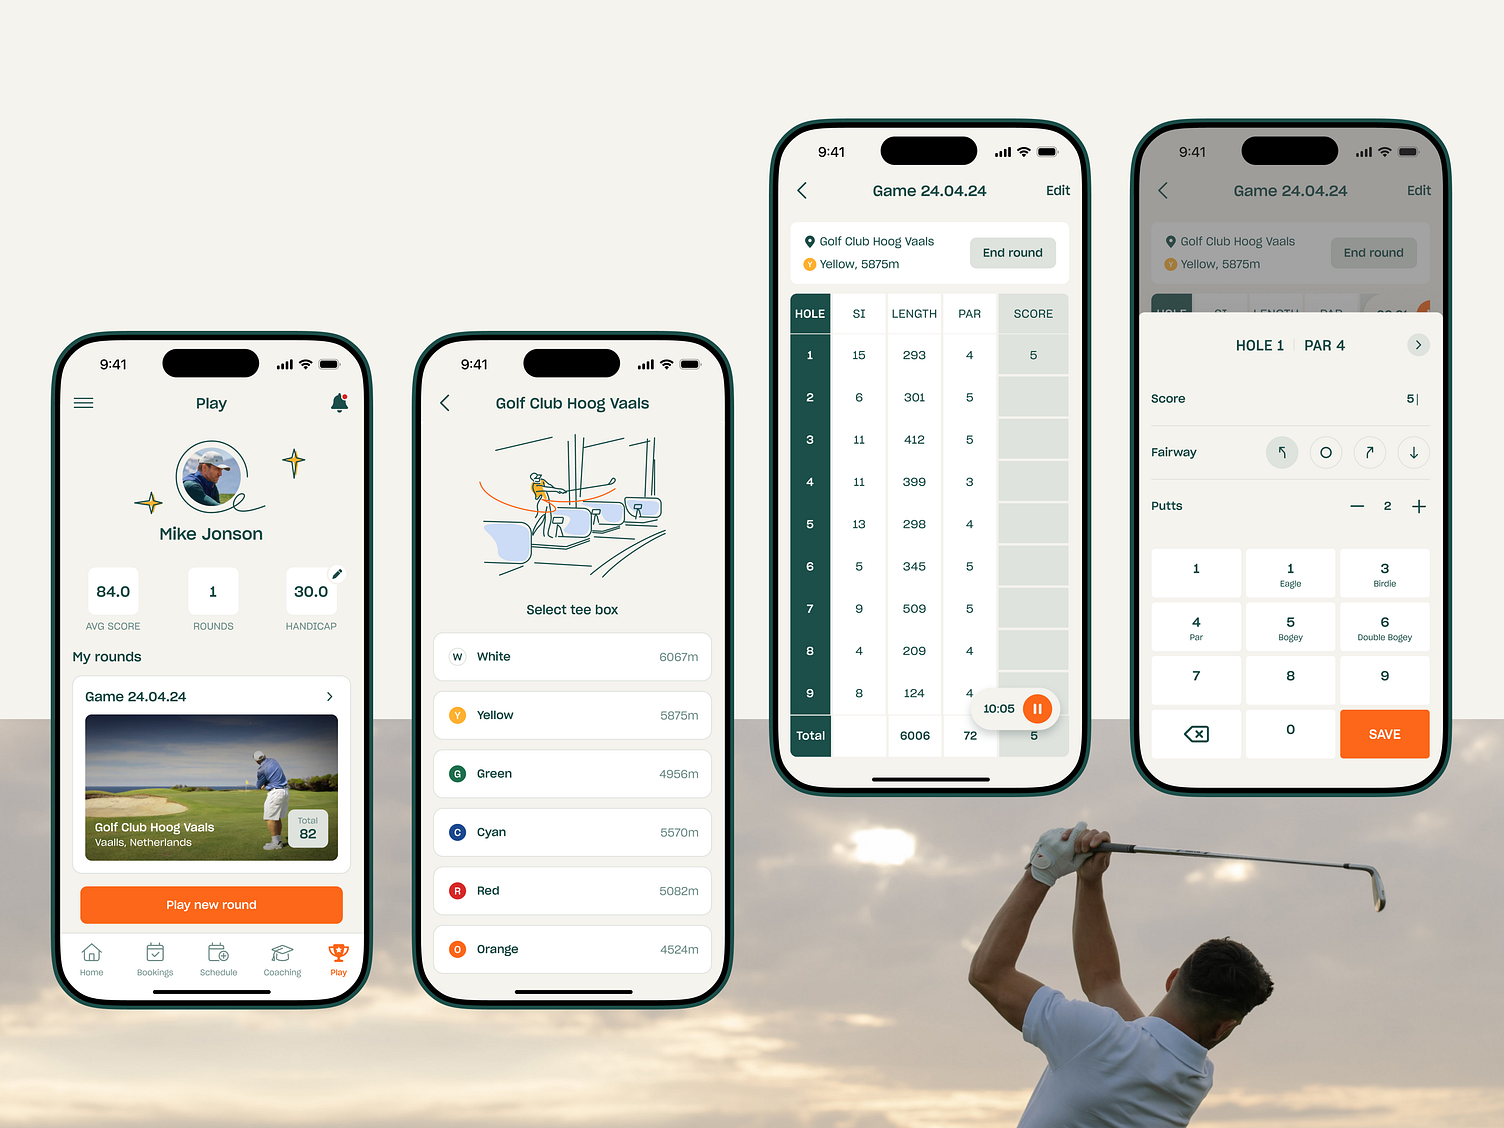 9:41
Play
Mike Jonson
84.0
AVG SCORE
1
ROUNDS
30.0
HANDICAP
My rounds
Game 24.04.24
Golf Club Hoog Vaals
Vaalls, Netherlands
Total
82
Play new round
Home
Bookings
Schedule
Coaching
Play
9:41
Golf Club Hoog Vaals
Select tee box
W White 6067m
Y Yellow 5875m
G Green 4956m
C Cyan 5570m
R Red 5082m
O Orange 4524m
9:41
Game 24.04.24 Edit
Golf Club Hoog Vaals
Y Yellow, 5875m
End round
HOLE SI LENGTH PAR SCORE
1 15 293 4 5
2 6 301 5
3 11 412 5
4 11 399 3
5 13 298 4
6 5 345 5
7 9 509 5
8 4 209 4
9 8 124 4
10:05
Total 6006 72 5
9:41
Game 24.04.24 Edit
Golf Club Hoog Vaals
Y Yellow, 5875m
End round
HOLE SI LENGTH PAR
HOLE 1 PAR 4
Score 5
Fairway
Putts 2
1
1
Eagle
3
Birdie
4
Par
5
Bogey
6
Double Bogey
7
8
9
0
SAVE